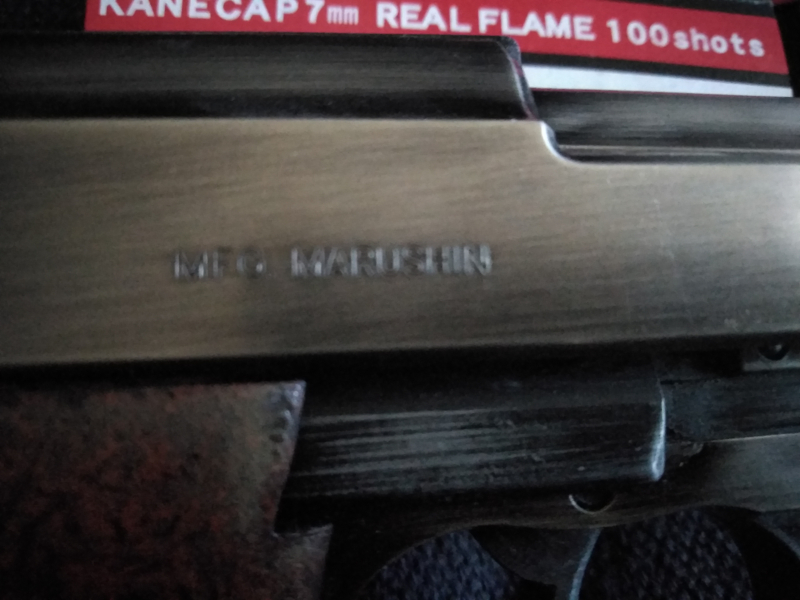 KANECAP 7mm REAL FLAME 100shots
MFG. MARUSHIN